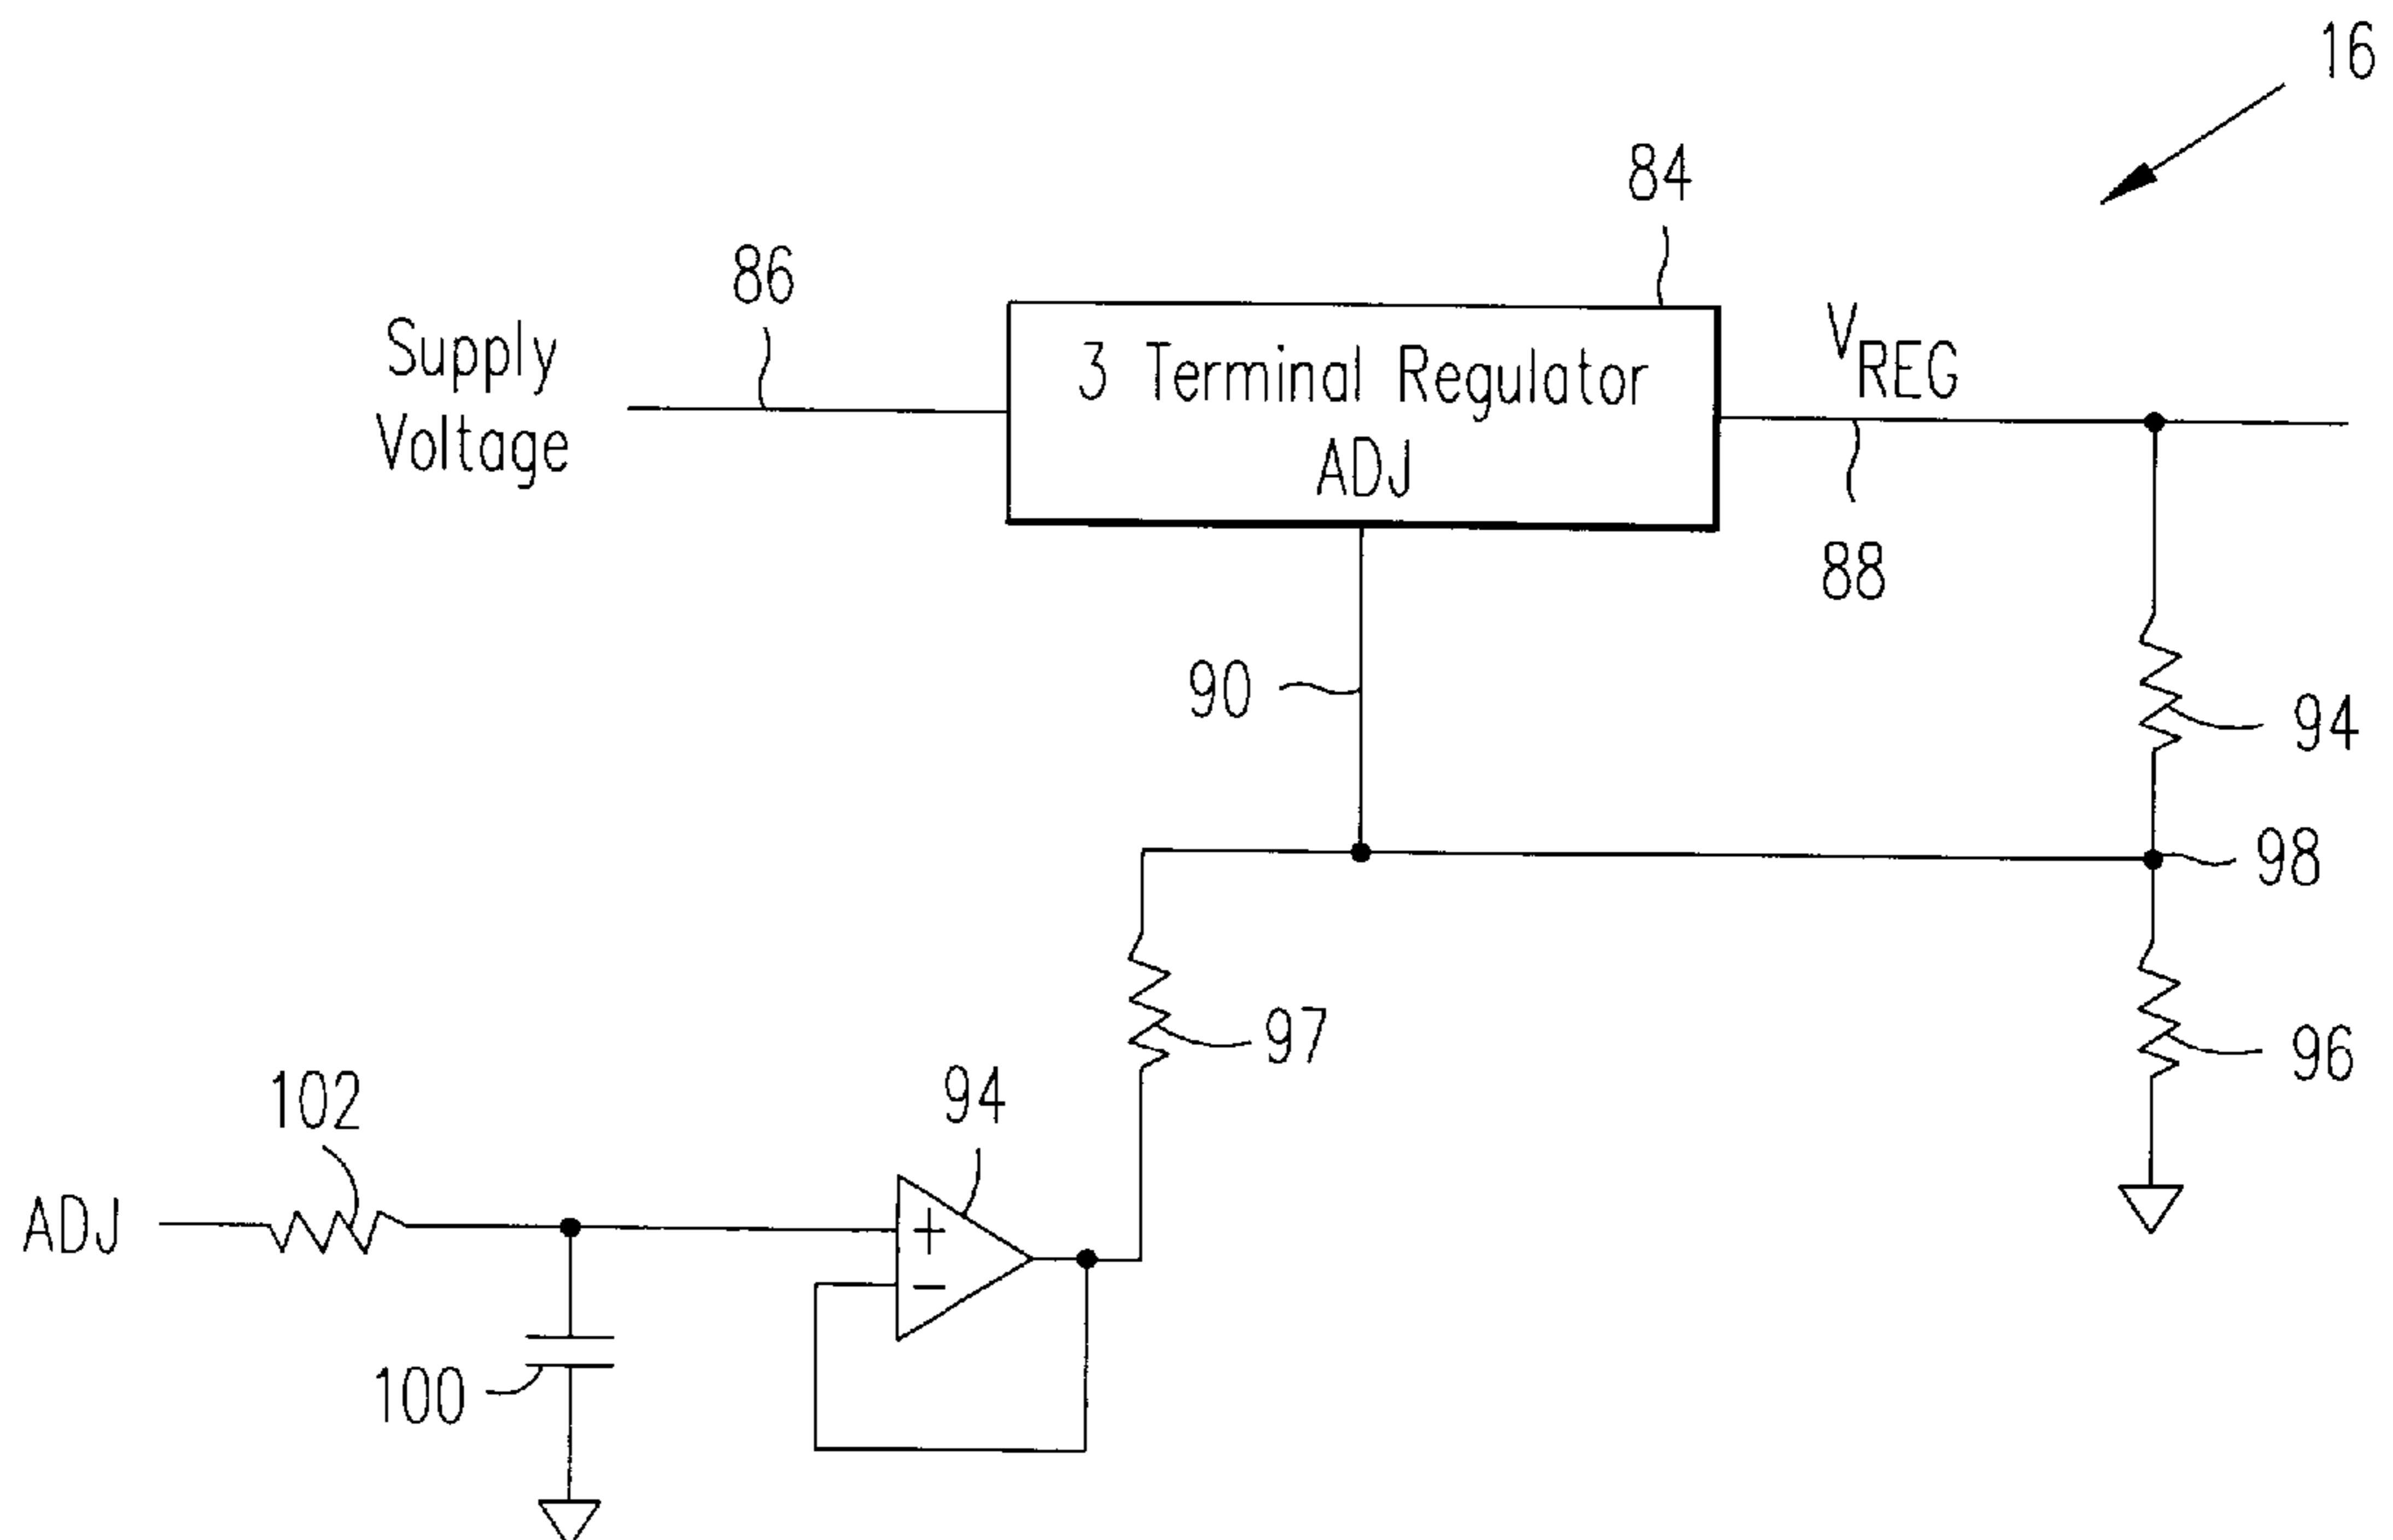 16
84
86
Supply
Voltage
3 Terminal Regulator
ADJ
VREG
88
90
94
98
97
96
94
102
ADJ
+
−
100